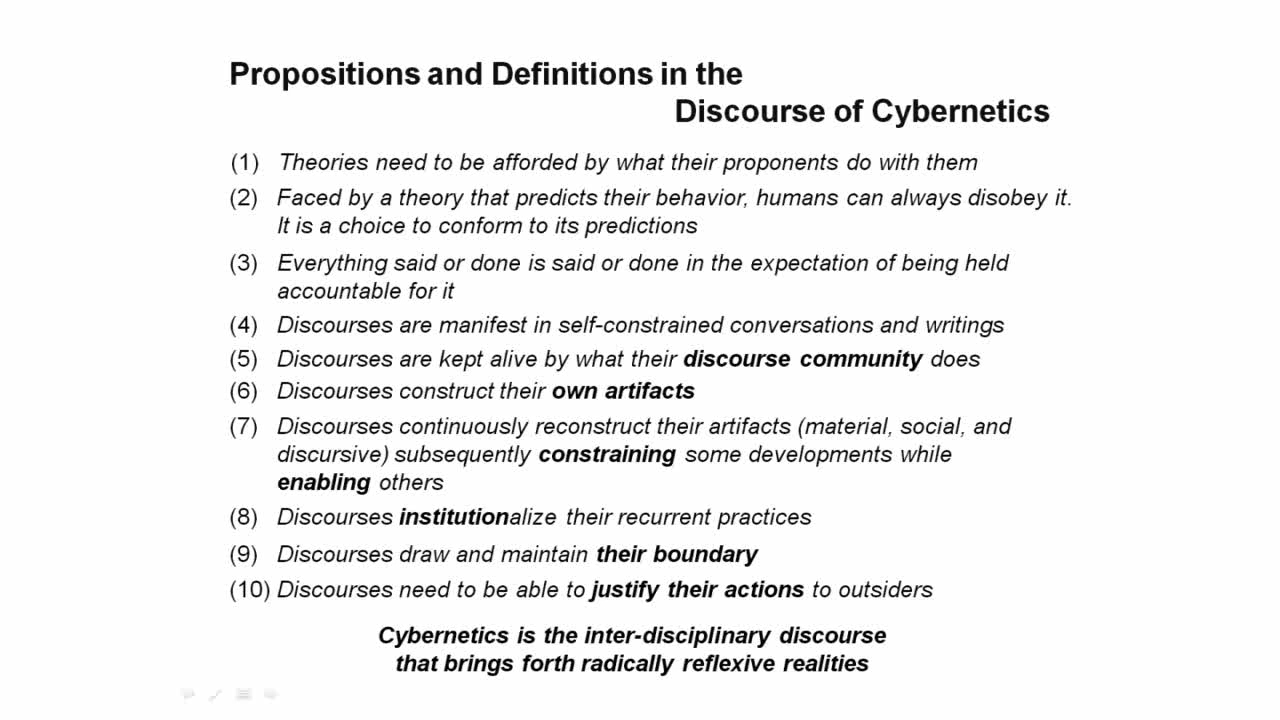 Propositions and Definitions in the
Discourse of Cybernetics
(1) Theories need to be afforded by what their proponents do with them
(2) Faced by a theory that predicts their behavior, humans can always disobey it.
It is a choice to conform to its predictions
(3) Everything said or done is said or done in the expectation of being held
accountable for it
(4) Discourses are manifest in self-constrained conversations and writings
(5) Discourses are kept alive by what their discourse community does
(6) Discourses construct their own artifacts
(7) Discourses continuously reconstruct their artifacts (material, social, and
discursive) subsequently constraining some developments while
enabling others
(8) Discourses institutionalize their recurrent practices
(9) Discourses draw and maintain their boundary
(10) Discourses need to be able to justify their actions to outsiders
Cybernetics is the inter-disciplinary discourse
that brings forth radically reflexive realities